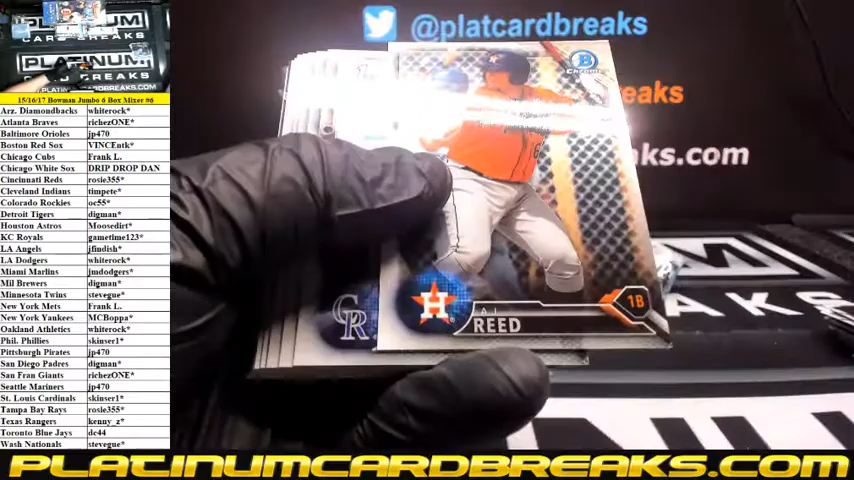 @platcardbreaks
15/16/17 Bowman Jumbo 6 Box Mixer #6
Arz. Diamondbacks whiterock*
Atlanta Braves richezONE*
Baltimore Orioles jp470
Boston Red Sox VINCEntk*
Chicago Cubs Frank L.
Chicago White Sox DRIP DROP DAN
Cincinnati Reds rosie355*
Cleveland Indians timpete*
Colorado Rockies oc55*
Detroit Tigers digman*
Houston Astros Moosedirt*
KC Royals gametime123*
LA Angels jfindish*
LA Dodgers whiterock*
Miami Marlins jmdodgers*
Mil Brewers digman*
Minnesota Twins stevegue*
New York Mets Frank L.
New York Yankees MCBoppa*
Oakland Athletics whiterock*
Phil. Phillies skinser1*
Pittsburgh Pirates jp470
San Diego Padres digman*
San Fran Giants richezONE*
Seattle Mariners jp470
St. Louis Cardinals skinser1*
Tampa Bay Rays rosie355*
Texas Rangers kenny_z*
Toronto Blue Jays dc44
Wash Nationals stevegue*
B
Chrome
eaks
ks.com
CR
H
A.J.
REED
1B
PLATINUMCARDBREAKS.COM